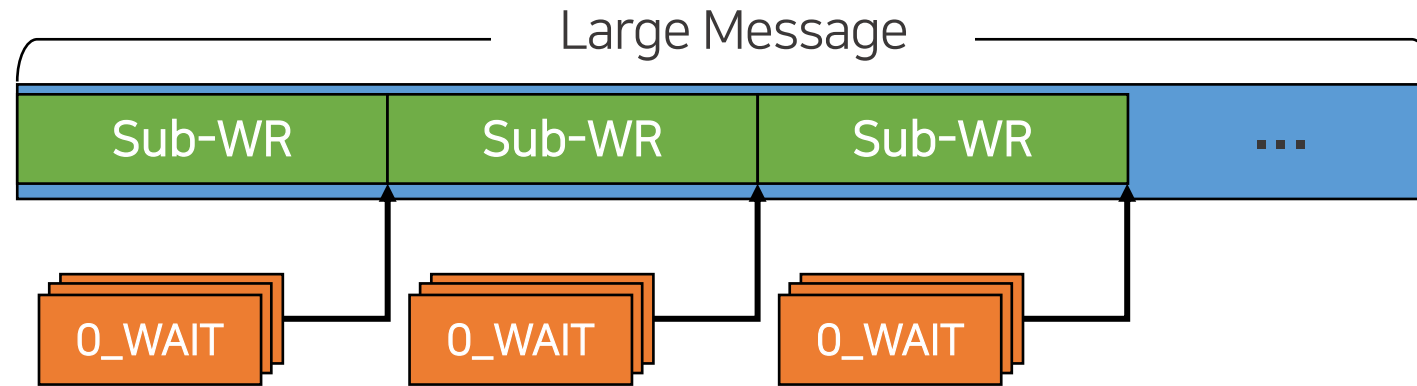 Large Message
Sub-WR Sub-WR Sub-WR ...
0_WAIT 0_WAIT 0_WAIT